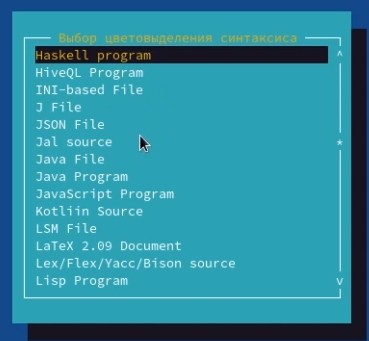 Выбор цветовыделения синтаксиса
Haskell program
HiveQL Program
INI-based File
J File
JSON File
Jal source
Java File
Java Program
JavaScript Program
Kotliin Source
LSM File
LaTeX 2.09 Document
Lex/Flex/Yacc/Bison source
Lisp Program